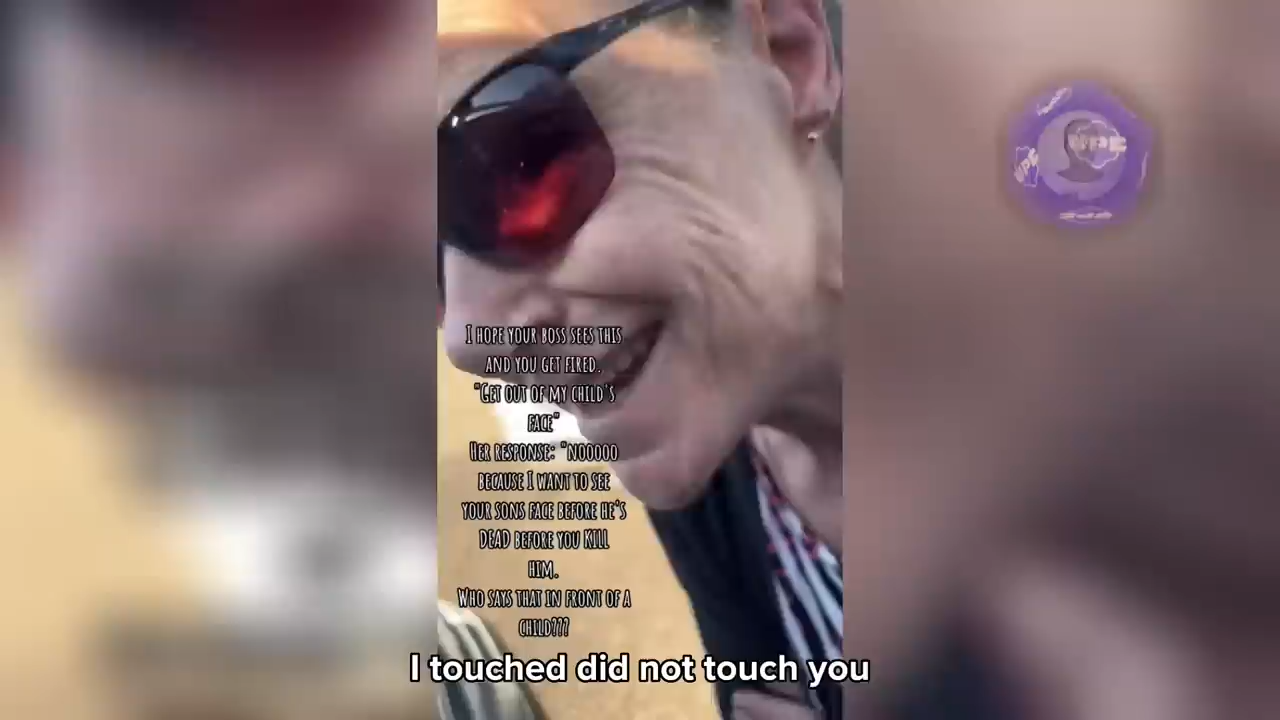 I HOPE YOUR BOSS SEES THIS
AND YOU GET FIRED.
"GET OUT OF MY CHILD'S
FACE"
HER RESPONSE: "NOOOOO
BECAUSE I WANT TO SEE
YOUR SONS FACE BEFORE HE'S
DEAD BEFORE YOU KILL
HIM.
WHO SAYS THAT IN FRONT OF A
CHILD???
I touched did not touch you